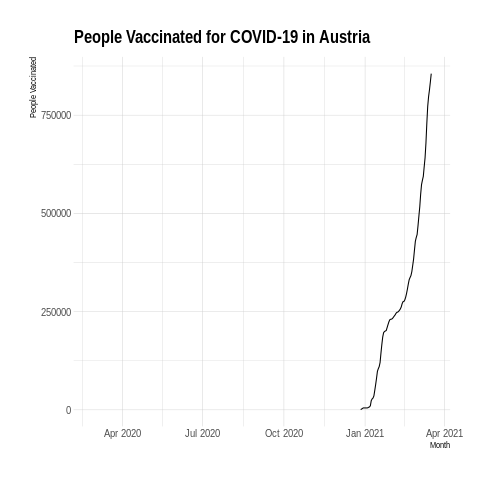 People Vaccinated for COVID-19 in Austria
People Vaccinated
750000
500000
250000
0
Apr 2020 Jul 2020 Oct 2020 Jan 2021 Apr 2021
Month